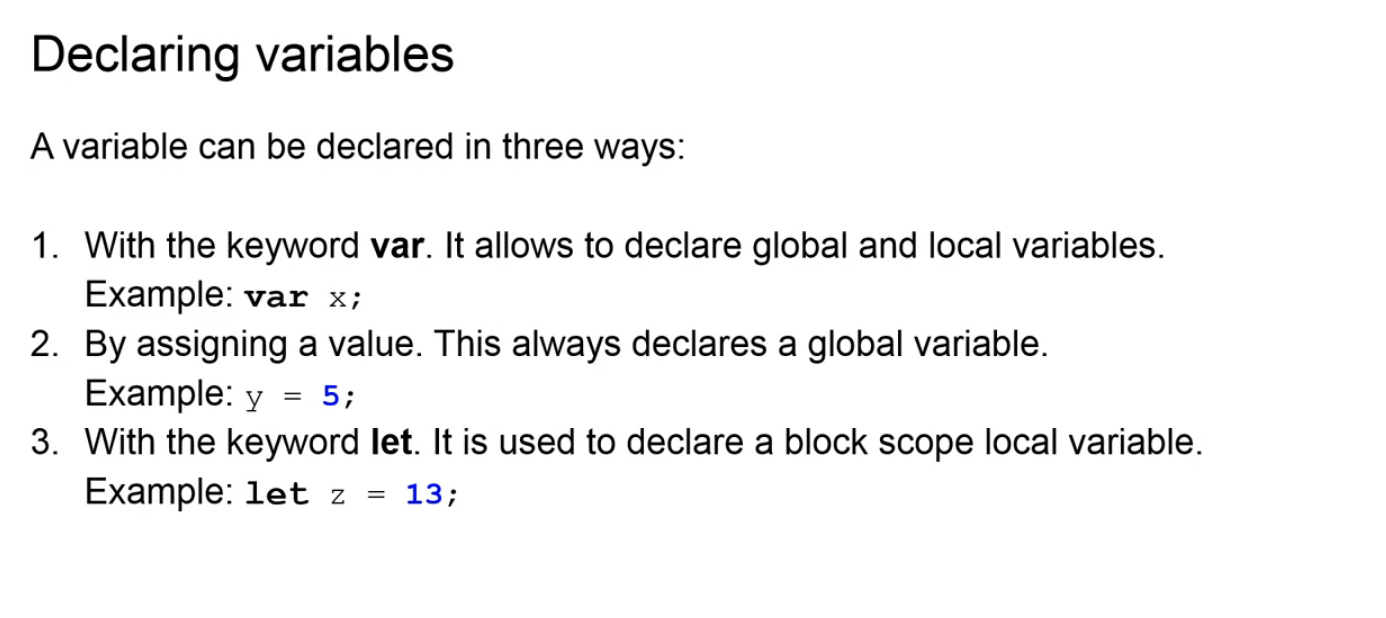 Declaring variables
A variable can be declared in three ways:
1. With the keyword var. It allows to declare global and local variables.
Example: var x;
2. By assigning a value. This always declares a global variable.
Example: y = 5;
3. With the keyword let. It is used to declare a block scope local variable.
Example: let z = 13;